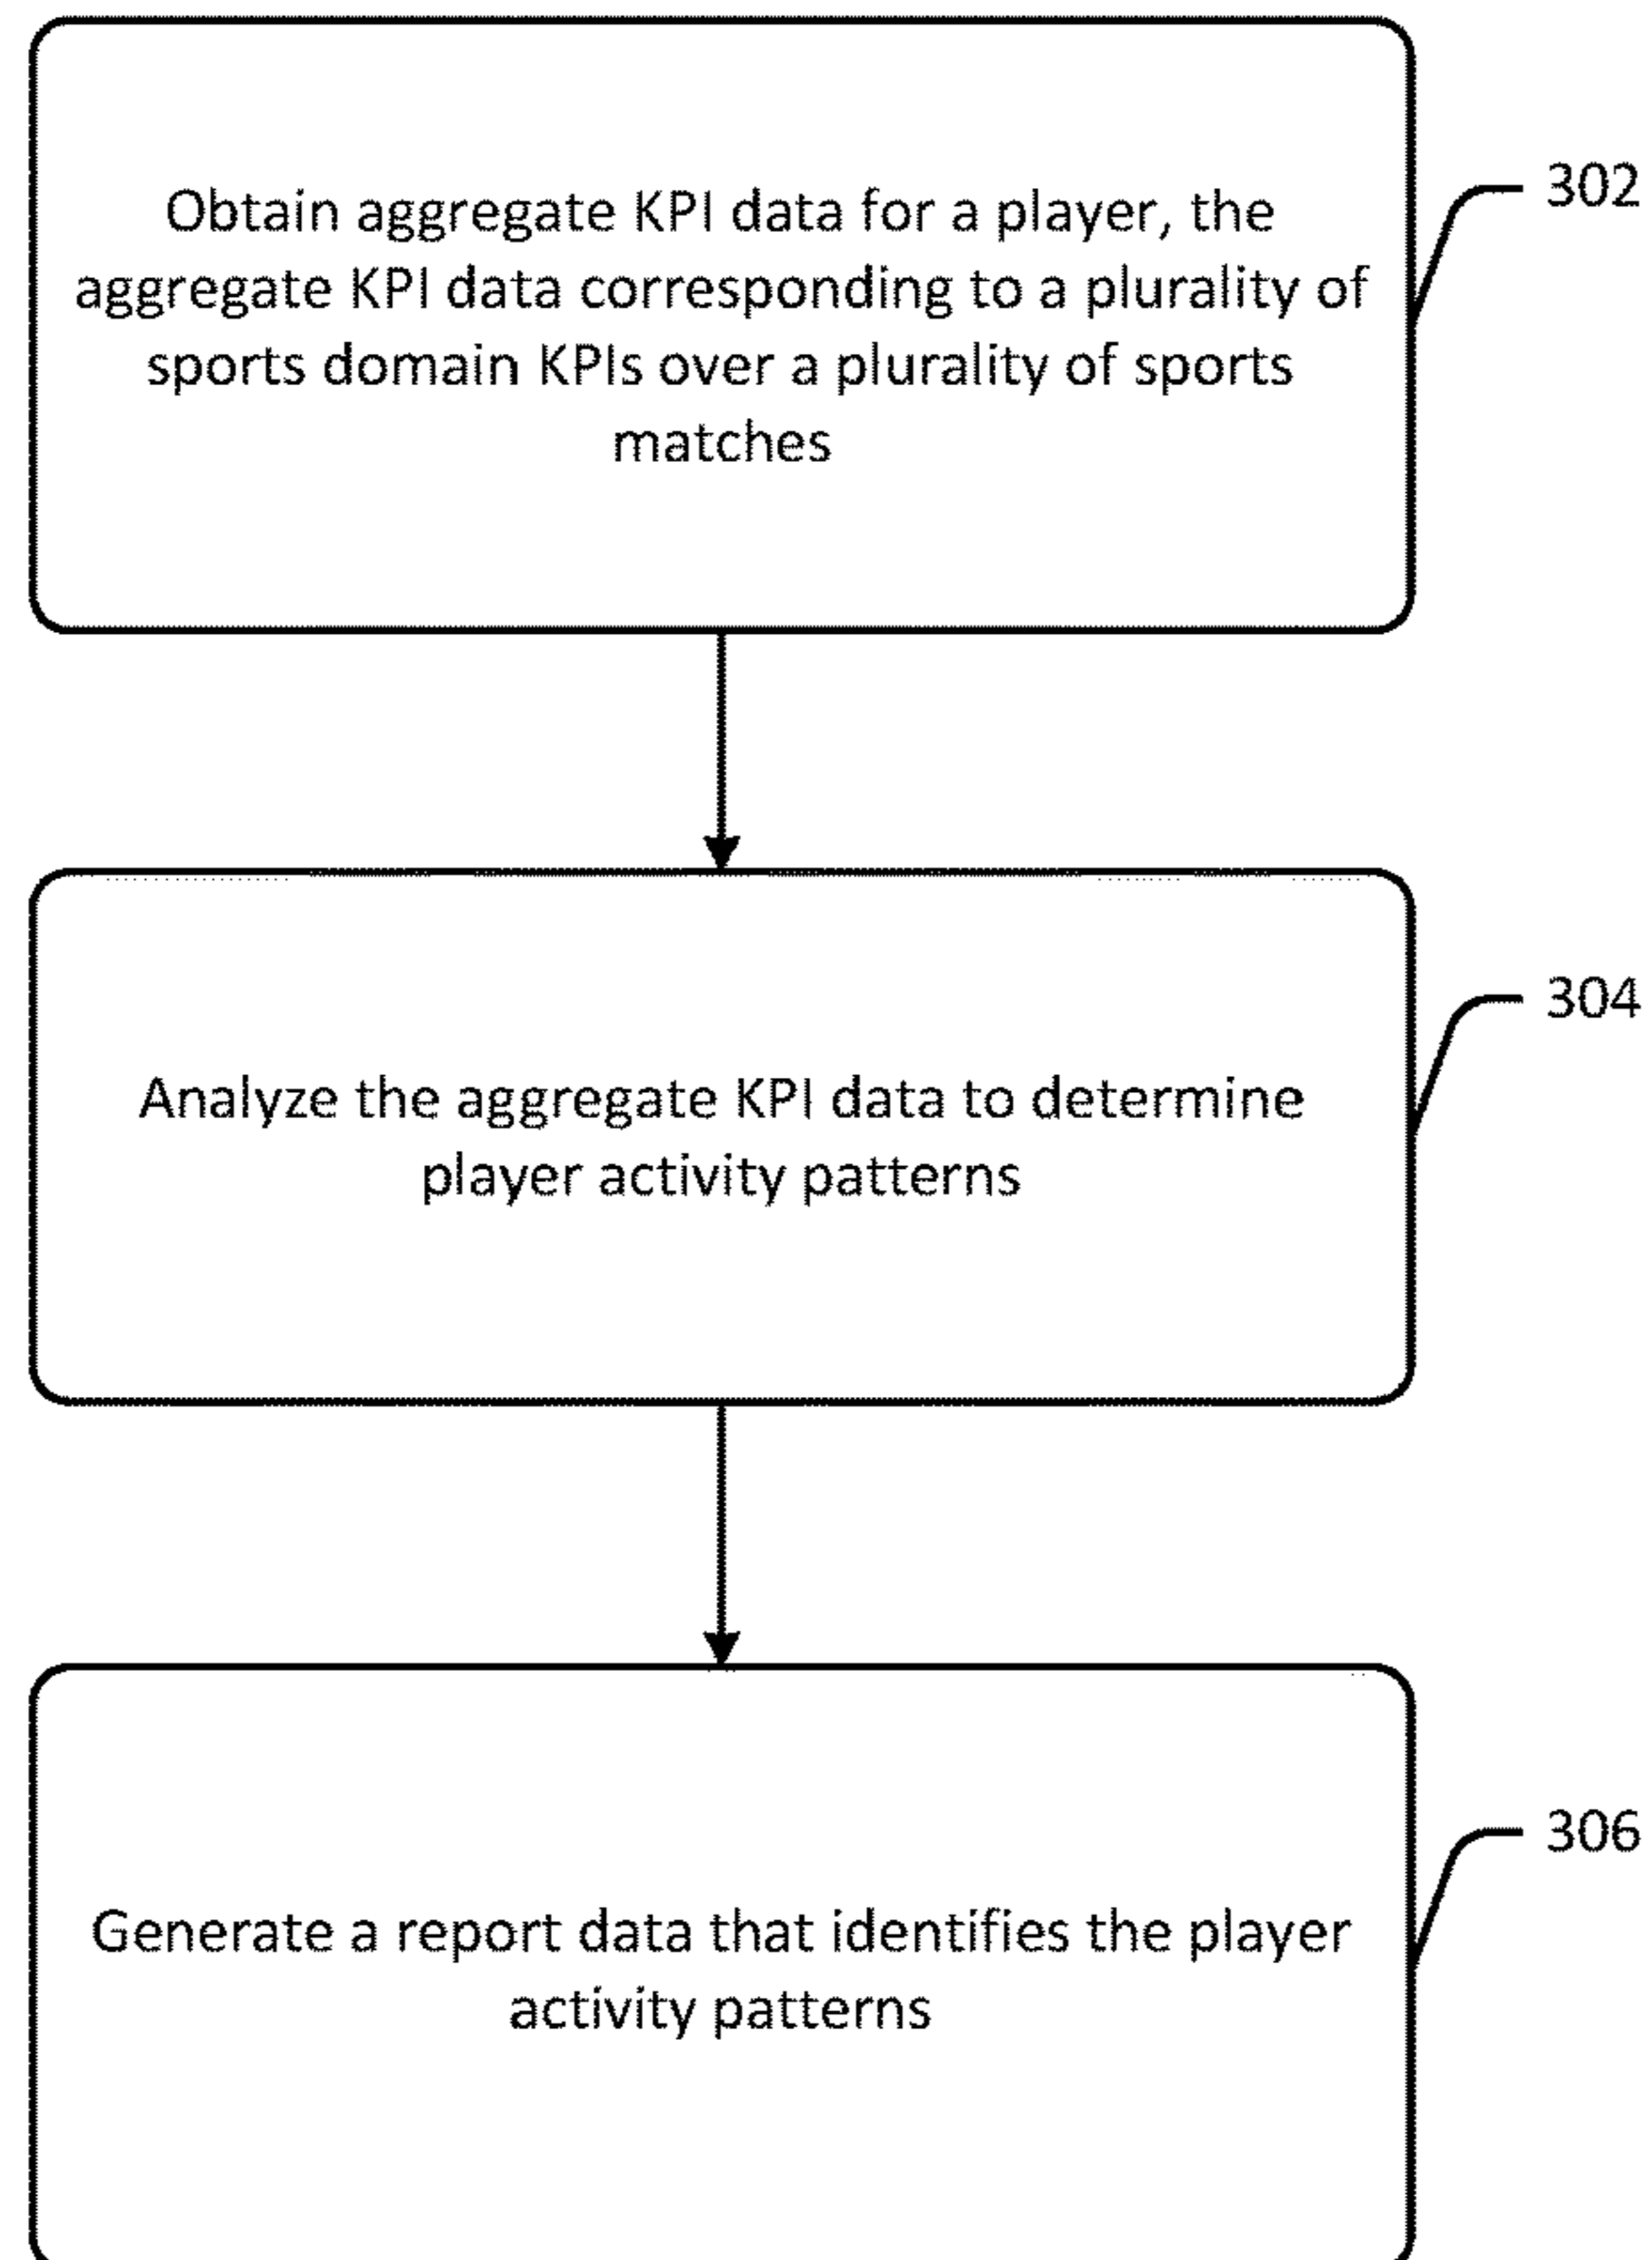 Obtain aggregate KPI data for a player, the
aggregate KPI data corresponding to a plurality of
sports domain KPIs over a plurality of sports
matches
302
Analyze the aggregate KPI data to determine
player activity patterns
304
Generate a report data that identifies the player
activity patterns
306